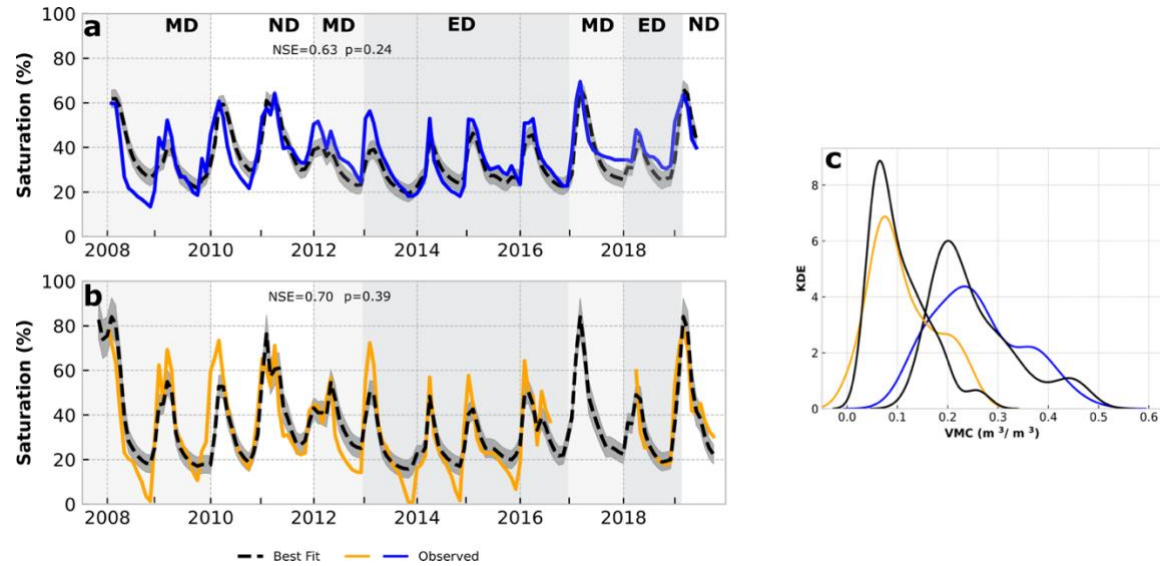 a MD ND MD ED MD ED ND
NSE=0.63 p=0.24
Saturation (%)
100
80
60
40
20
0
2008 2010 2012 2014 2016 2018
b
NSE=0.70 p=0.39
Saturation (%)
100
80
60
40
20
0
2008 2010 2012 2014 2016 2018
Best Fit Observed
c
KDE
8
6
4
2
0
0.0 0.1 0.2 0.3 0.4 0.5 0.6
VMC (m³/ m³)